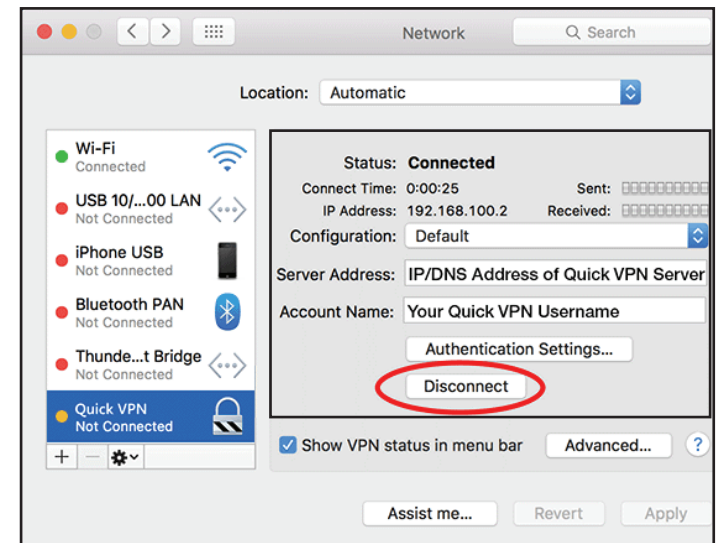 Network
Search
Location: Automatic
Wi-Fi
Connected
USB 10/...00 LAN
Not Connected
iPhone USB
Not Connected
Bluetooth PAN
Not Connected
Thunde...t Bridge
Not Connected
Quick VPN
Not Connected
Status: Connected
Connect Time: 0:00:25 Sent:
IP Address: 192.168.100.2 Received:
Configuration: Default
Server Address: IP/DNS Address of Quick VPN Server
Account Name: Your Quick VPN Username
Authentication Settings...
Disconnect
Show VPN status in menu bar Advanced... ?
Assist me... Revert Apply